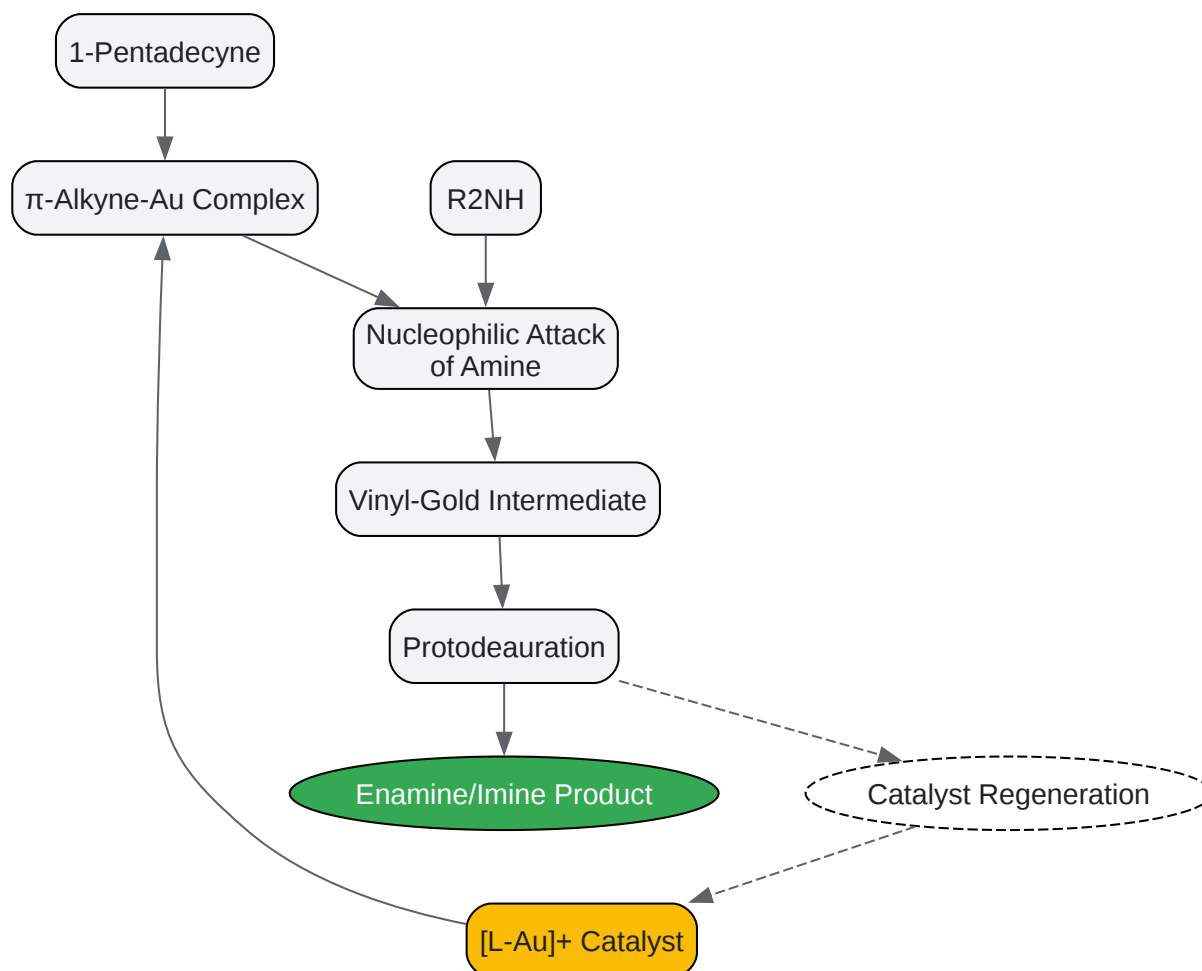 1-Pentadecyne
π-Alkyne-Au Complex
R2NH
Nucleophilic Attack
of Amine
Vinyl-Gold Intermediate
Protodeauration
Enamine/Imine Product
Catalyst Regeneration
[L-Au]+ Catalyst